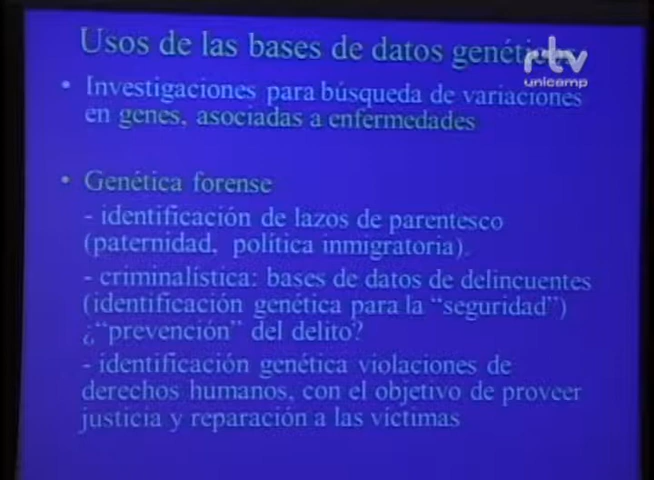 Usos de las bases de datos genéticos
rtv
unicamp
• Investigaciones para búsqueda de variaciones
en genes, asociadas a enfermedades
• Genética forense
- identificación de lazos de parentesco
(paternidad, política inmigratoria).
- criminalística: bases de datos de delincuentes
(identificación genética para la “seguridad”)
¿“prevención” del delito?
- identificación genética violaciones de
derechos humanos, con el objetivo de proveer
justicia y reparación a las víctimas